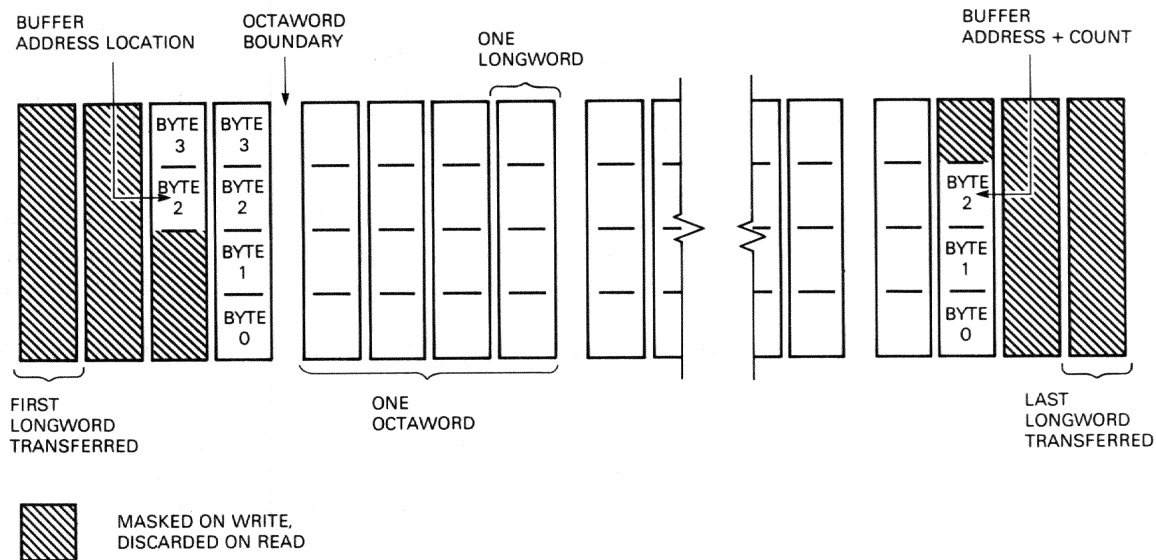 BUFFER
ADDRESS LOCATION
OCTAWORD
BOUNDARY
ONE
LONGWORD
BUFFER
ADDRESS + COUNT
BYTE
3
BYTE
2
BYTE
3
BYTE
2
BYTE
1
BYTE
0
BYTE
2
BYTE
1
BYTE
0
FIRST
LONGWORD
TRANSFERRED
ONE
OCTAWORD
LAST
LONGWORD
TRANSFERRED
MASKED ON WRITE,
DISCARDED ON READ